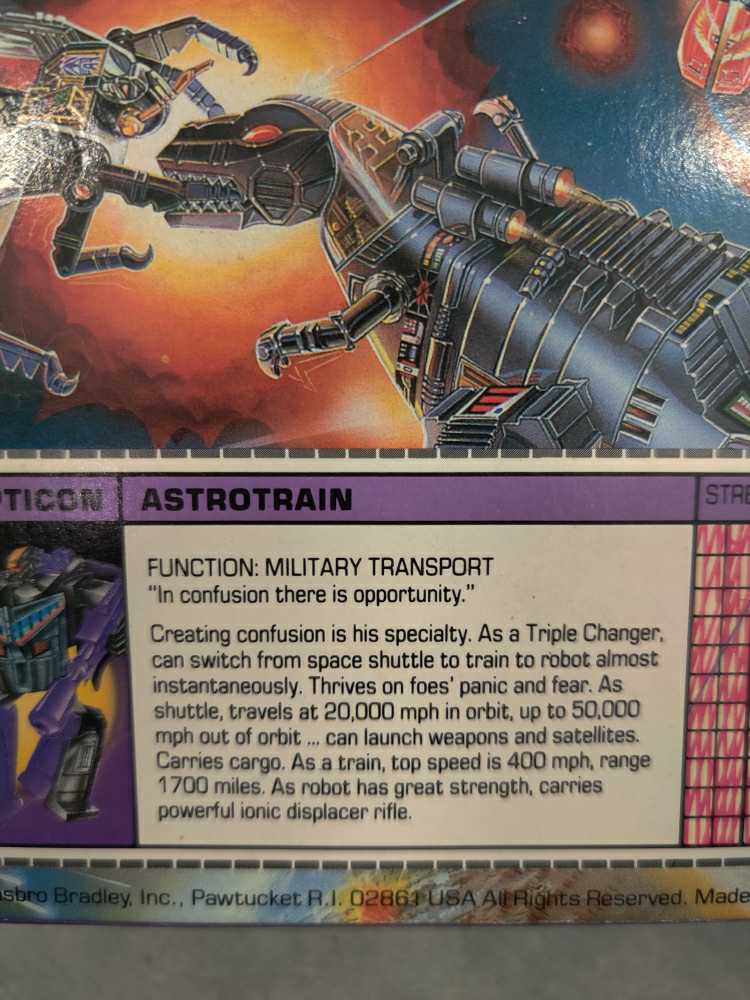 PTICON ASTROTRAIN STRE
FUNCTION: MILITARY TRANSPORT
"In confusion there is opportunity."
Creating confusion is his specialty. As a Triple Changer,
can switch from space shuttle to train to robot almost
instantaneously. Thrives on foes' panic and fear. As
shuttle, travels at 20,000 mph in orbit, up to 50,000
mph out of orbit ... can launch weapons and satellites.
Carries cargo. As a train, top speed is 400 mph, range
1700 miles. As robot has great strength, carries
powerful ionic displacer rifle.
asbro Bradley, Inc., Pawtucket R.I. 02861 USA All Rights Reserved. Made